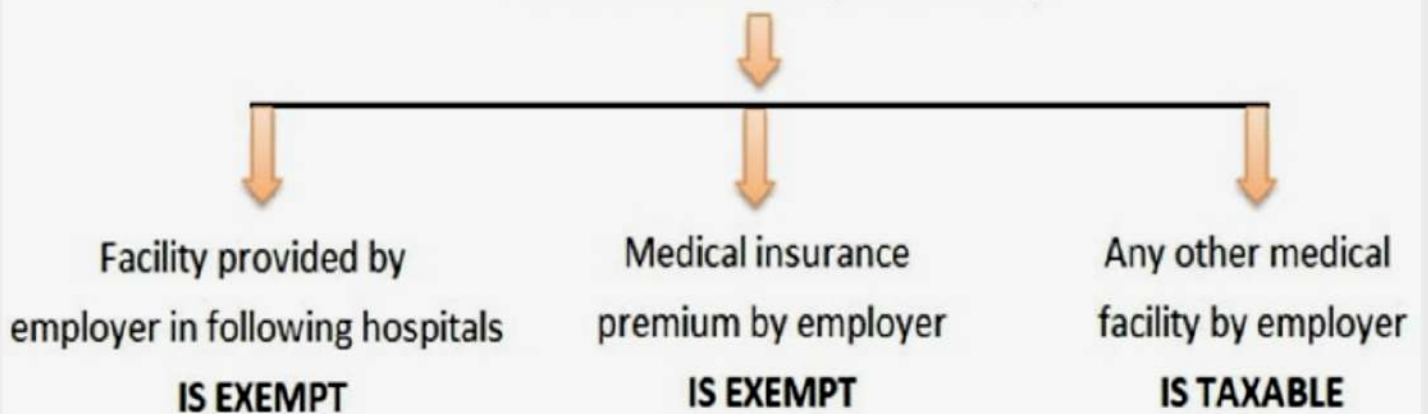 Facility provided by
employer in following hospitals
IS EXEMPT
Medical insurance
premium by employer
IS EXEMPT
Any other medical
facility by employer
IS TAXABLE